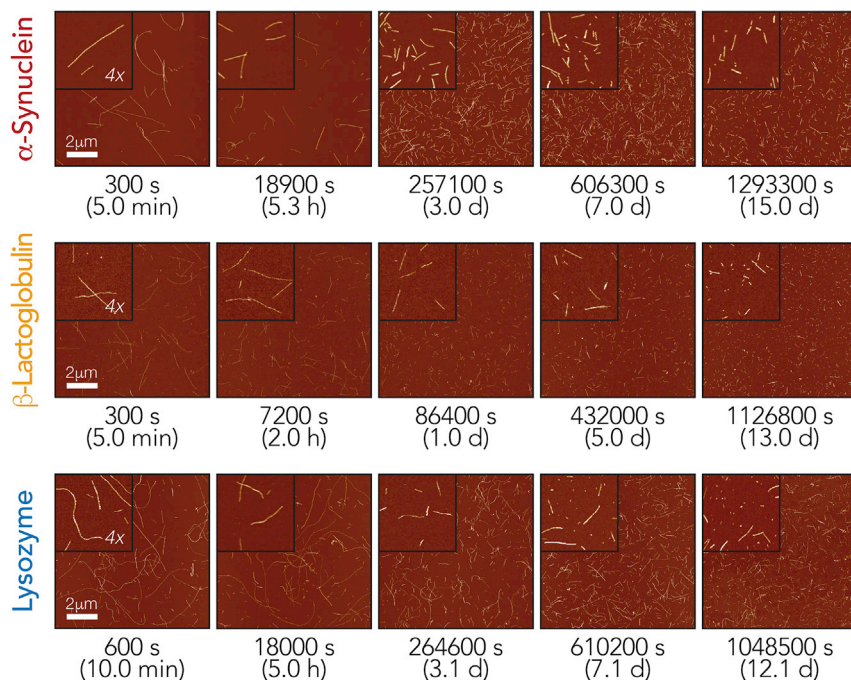 α-Synuclein
4x
2μm
300 s
(5.0 min)
18900 s
(5.3 h)
257100 s
(3.0 d)
606300 s
(7.0 d)
1293300 s
(15.0 d)
β-Lactoglobulin
4x
2μm
300 s
(5.0 min)
7200 s
(2.0 h)
86400 s
(1.0 d)
432000 s
(5.0 d)
1126800 s
(13.0 d)
Lysozyme
4x
2μm
600 s
(10.0 min)
18000 s
(5.0 h)
264600 s
(3.1 d)
610200 s
(7.1 d)
1048500 s
(12.1 d)